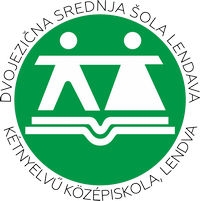 DVOJEZIČNA SREDNJA ŠOLA LENDAVA
KÉTNYELVŰ KÖZÉPISKOLA, LENDVA